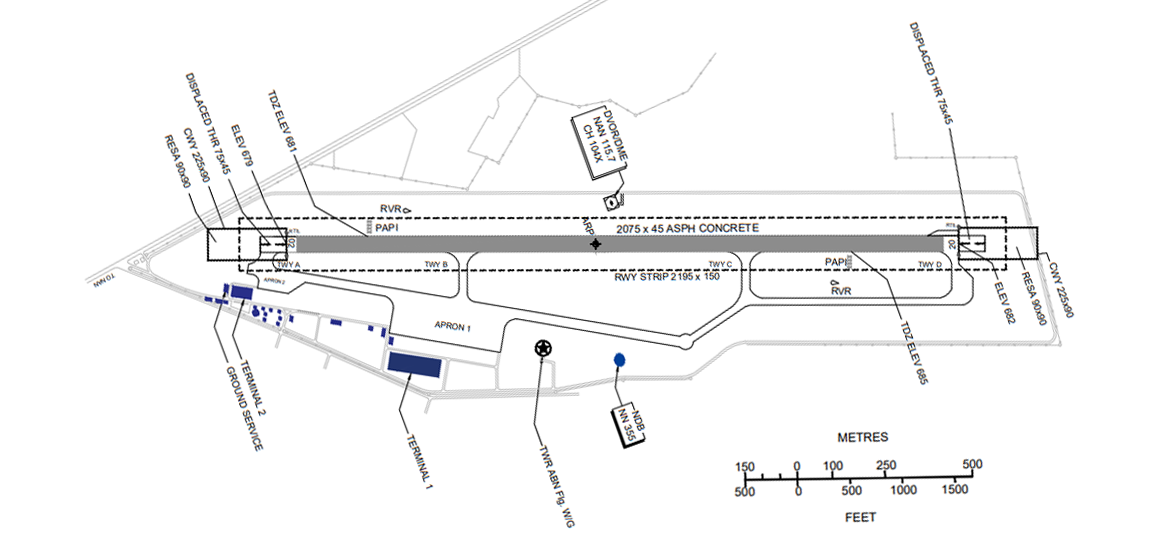 DISPLACED THR 75x45
TDZ ELEV 681
DISPLACED THR 75x45
ELEV 679
CWY 225x90
RESA 90x90
DVOR/DME
NAN 115.7
CH 104X
RVR
PAPI
ARP
2075 x 45 ASPH CONCRETE
RTIL
RTIL
02
20
TWY A
TWY B
TWY C
PAPI
TWY D
RWY STRIP 2195 x 150
TO NAN
APRON 2
RVR
ELEV 682
RESA 90x90
CWY 225x90
APRON 1
TDZ ELEV 685
TERMINAL 2
GROUND SERVICE
NDB
NN 355
TERMINAL 1
TWR ABN Flg. W/G
METRES
150 0 100 250 500
500 0 500 1000 1500
FEET